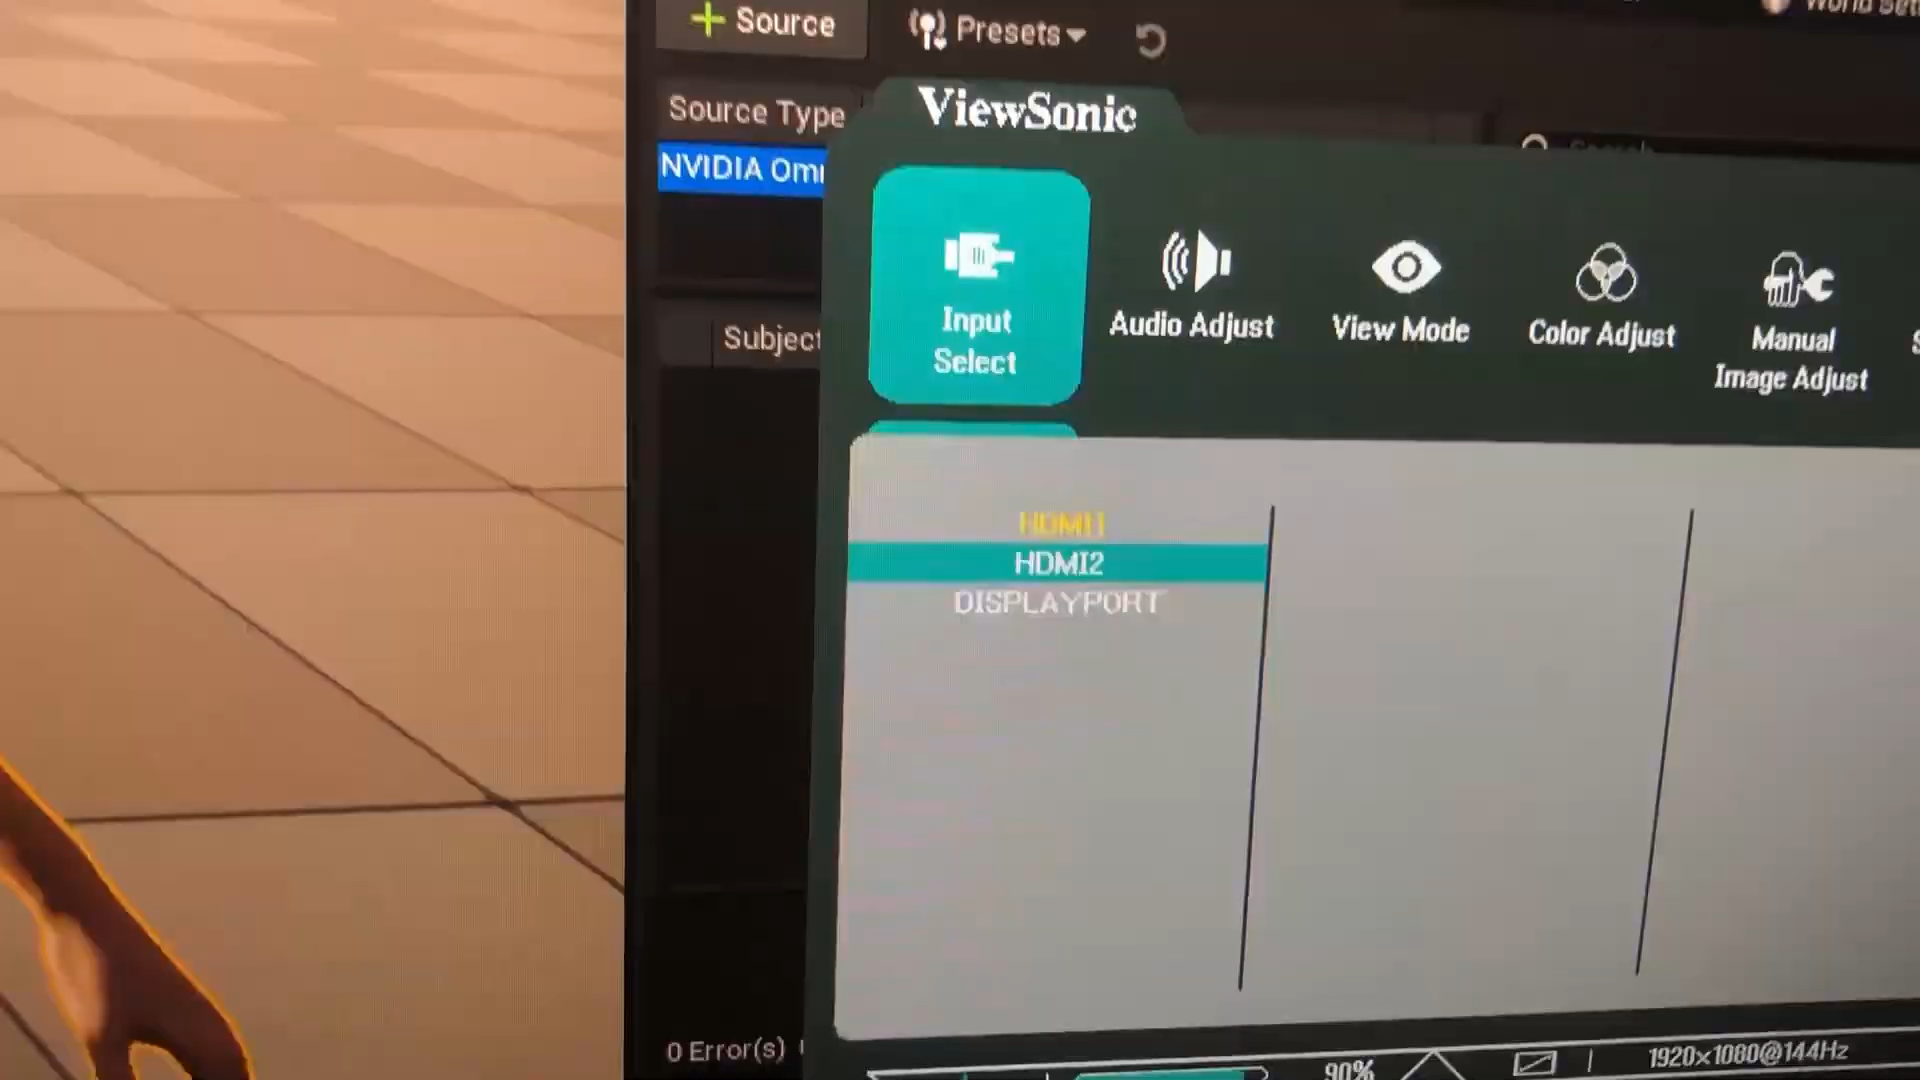 Source
Presets
Source Type
ViewSonic
NVIDIA
Search
Input
Select
Audio Adjust
View Mode
Color Adjust
Manual
Image Adjust
Subject
HDMI1
HDMI2
DISPLAYPORT
0 Error(s)
90%
1920x1080@144Hz